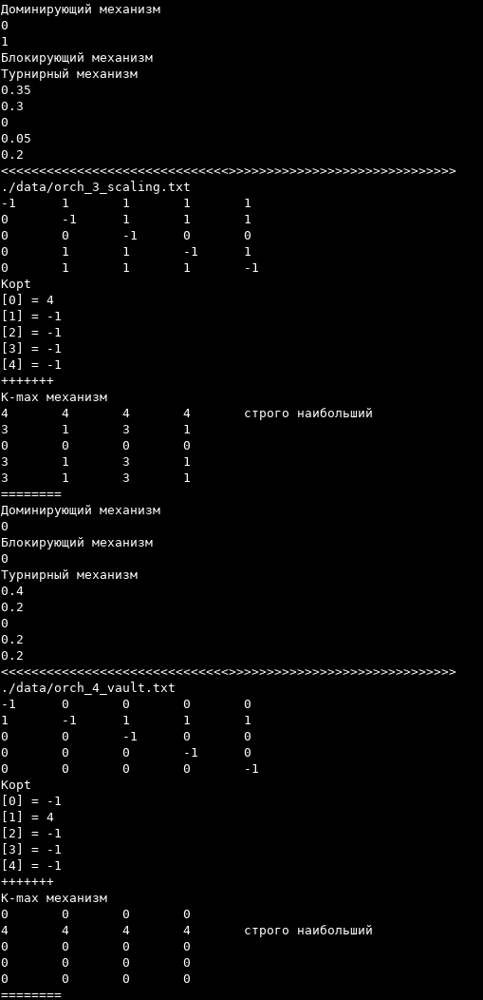 Доминирующий механизм
0
1
Блокирующий механизм
Турнирный механизм
0.35
0.3
0
0.05
0.2
<<<<<<<<<<<<<<<<<<<<<<<<<<<<<<>>>>>>>>>>>>>>>>>>>>>>>>>>>>>>
./data/orch_3_scaling.txt
-1 1 1 1 1
0 -1 1 1 1
0 0 -1 0 0
0 1 1 -1 1
0 1 1 1 -1
Kopt
[0] = 4
[1] = -1
[2] = -1
[3] = -1
[4] = -1
+++++++
K-max механизм
4 4 4 4 строго наибольший
3 1 3 1
0 0 0 0
3 1 3 1
3 1 3 1
========
Доминирующий механизм
0
Блокирующий механизм
0
Турнирный механизм
0.4
0.2
0
0.2
0.2
<<<<<<<<<<<<<<<<<<<<<<<<<<<<<<>>>>>>>>>>>>>>>>>>>>>>>>>>>>>>
./data/orch_4_vault.txt
-1 0 0 0 0
1 -1 1 1 1
0 0 -1 0 0
0 0 0 -1 0
0 0 0 0 -1
Kopt
[0] = -1
[1] = 4
[2] = -1
[3] = -1
[4] = -1
+++++++
K-max механизм
0 0 0 0
4 4 4 4 строго наибольший
0 0 0 0
0 0 0 0
0 0 0 0
========